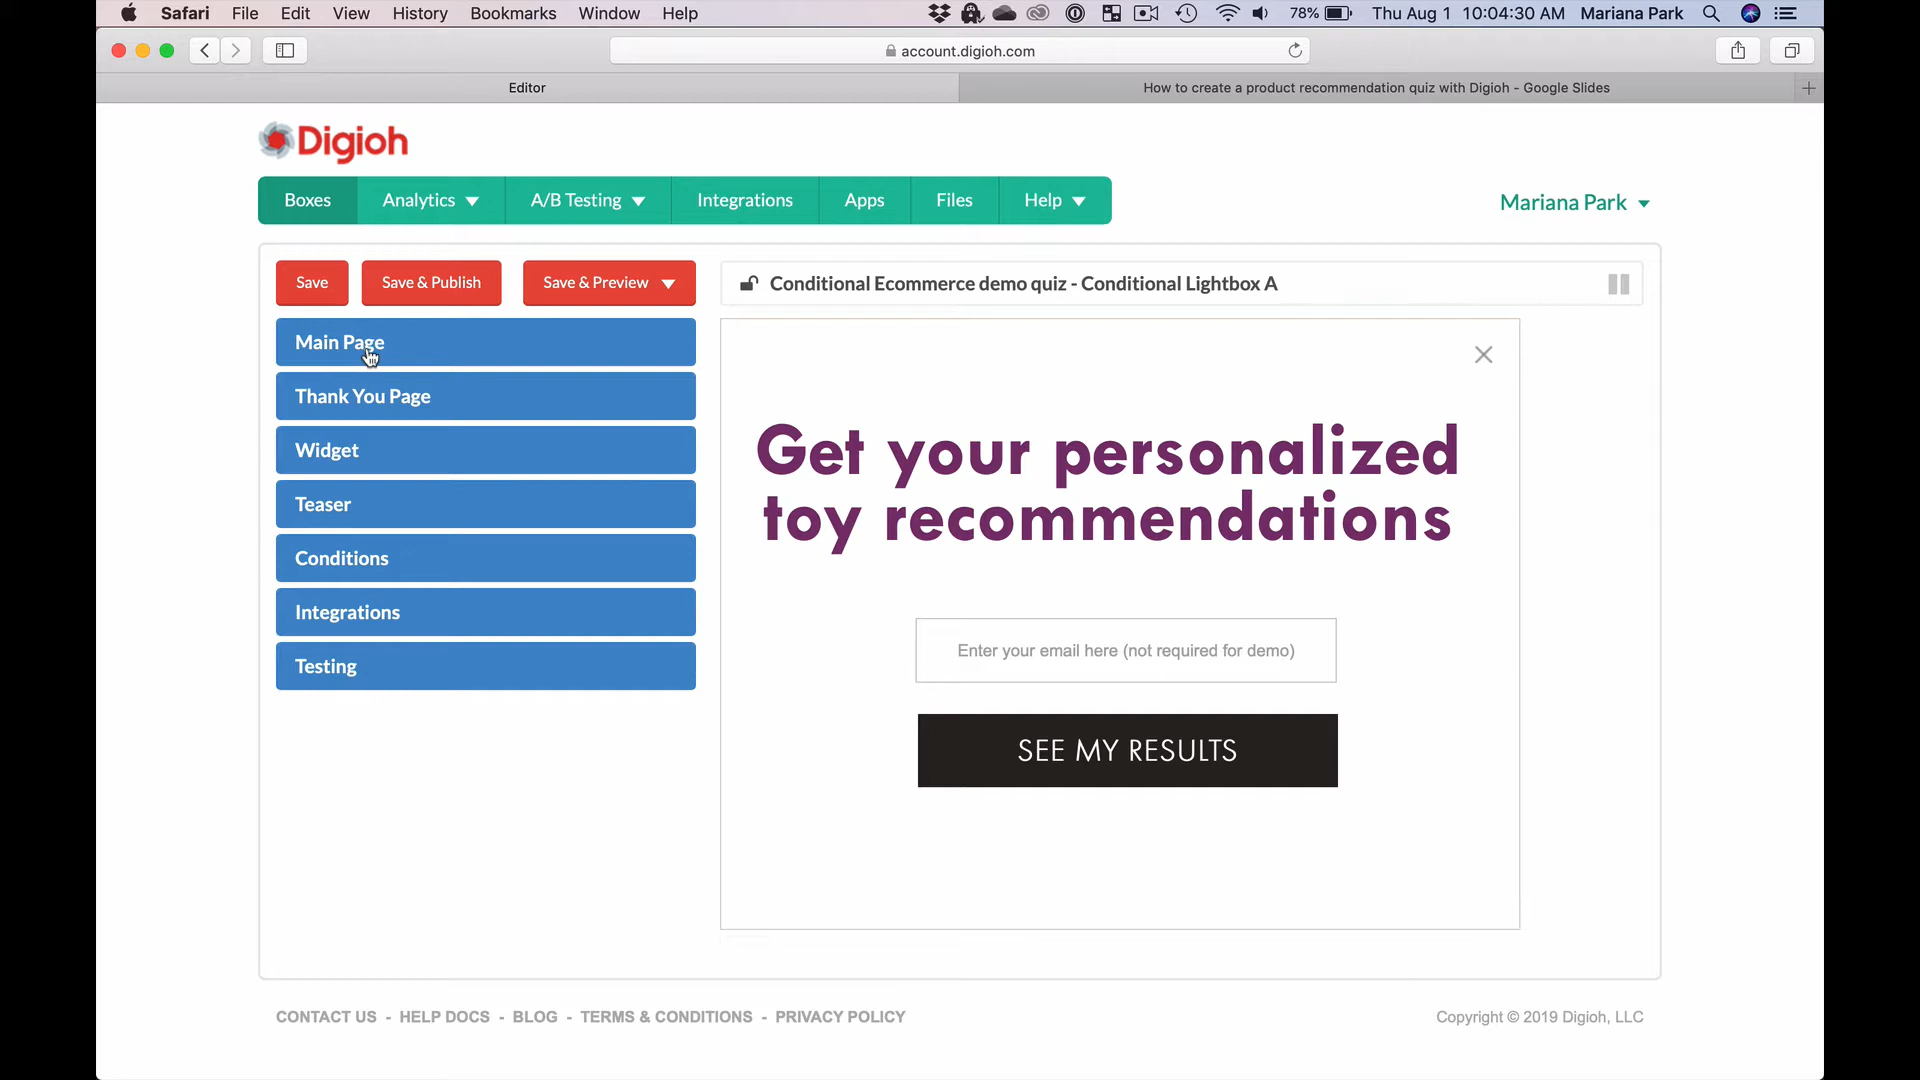 Safari File Edit View History Bookmarks Window Help 78% Thu Aug 1 10:04:30 AM Mariana Park
account.digioh.com
Editor
How to create a product recommendation quiz with Digioh - Google Slides
Digioh
Boxes Analytics A/B Testing Integrations Apps Files Help
Mariana Park
Save Save & Publish Save & Preview
Conditional Ecommerce demo quiz - Conditional Lightbox A
Main Page
Thank You Page
Widget
Teaser
Conditions
Integrations
Testing
Get your personalized
toy recommendations
Enter your email here (not required for demo)
SEE MY RESULTS
CONTACT US - HELP DOCS - BLOG - TERMS & CONDITIONS - PRIVACY POLICY
Copyright © 2019 Digioh, LLC